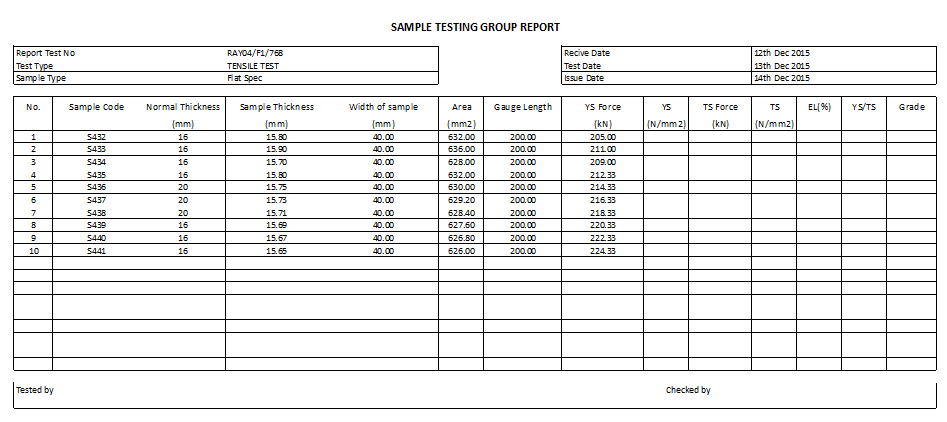 SAMPLE TESTING GROUP REPORT
Report Test No RAY04/F1/768 Recive Date 12th Dec 2015
Test Type TENSILE TEST Test Date 13th Dec 2015
Sample Type Flat Spec Issue Date 14th Dec 2015
No. Sample Code Normal Thickness Sample Thickness Width of sample Area Gauge Length YS Force YS TS Force TS EL(%) YS/TS Grade
(mm) (mm) (mm) (mm2) (kN) (N/mm2) (kN) (N/mm2)
1 S432 16 15.80 40.00 632.00 200.00 205.00
2 S433 16 15.90 40.00 636.00 200.00 211.00
3 S434 16 15.70 40.00 628.00 200.00 209.00
4 S435 16 15.80 40.00 632.00 200.00 212.33
5 S436 20 15.75 40.00 630.00 200.00 214.33
6 S437 20 15.73 40.00 629.20 200.00 216.33
7 S438 20 15.71 40.00 628.40 200.00 218.33
8 S439 16 15.69 40.00 627.60 200.00 220.33
9 S440 16 15.67 40.00 626.80 200.00 222.33
10 S441 16 15.65 40.00 626.00 200.00 224.33
Tested by Checked by